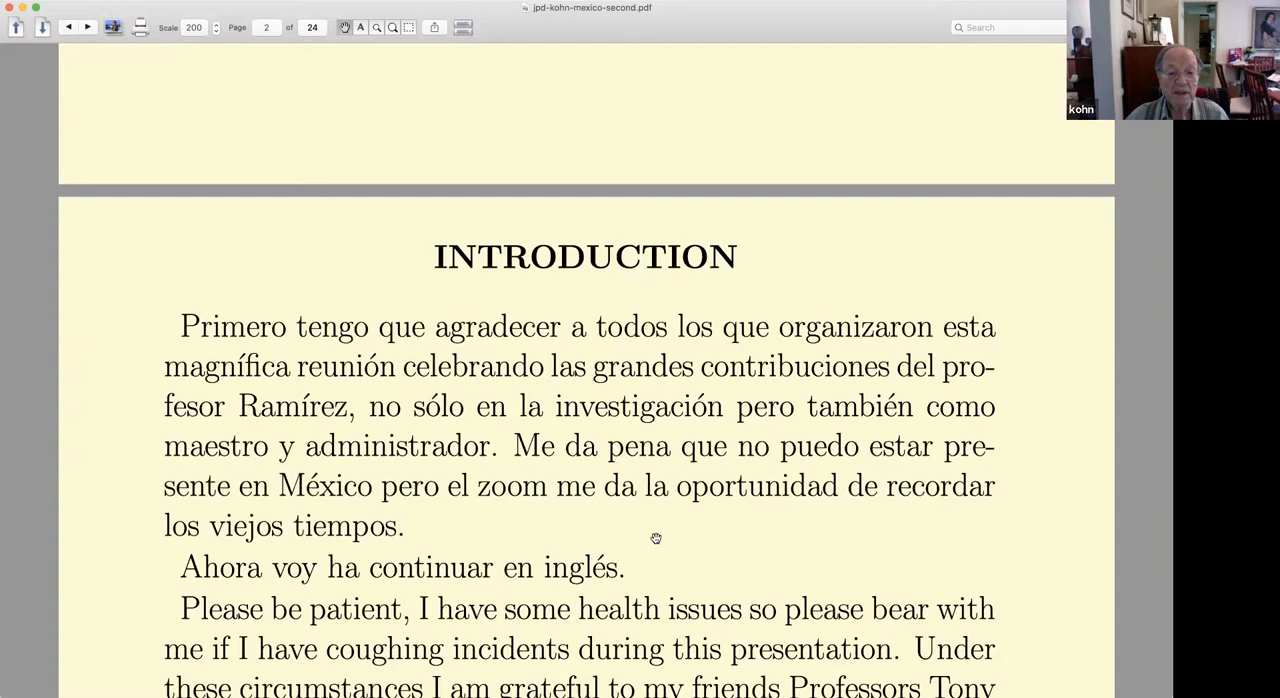 jpd-kohn-mexico-second.pdf
Scale 200 Page 2 of 24 A Search
kohn
INTRODUCTION
Primero tengo que agradecer a todos los que organizaron esta
magnífica reunión celebrando las grandes contribuciones del pro-
fesor Ramírez, no sólo en la investigación pero también como
maestro y administrador. Me da pena que no puedo estar pre-
sente en México pero el zoom me da la oportunidad de recordar
los viejos tiempos.
Ahora voy ha continuar en inglés.
Please be patient, I have some health issues so please bear with
me if I have coughing incidents during this presentation. Under
these circumstances I am grateful to my friends Professors Tony